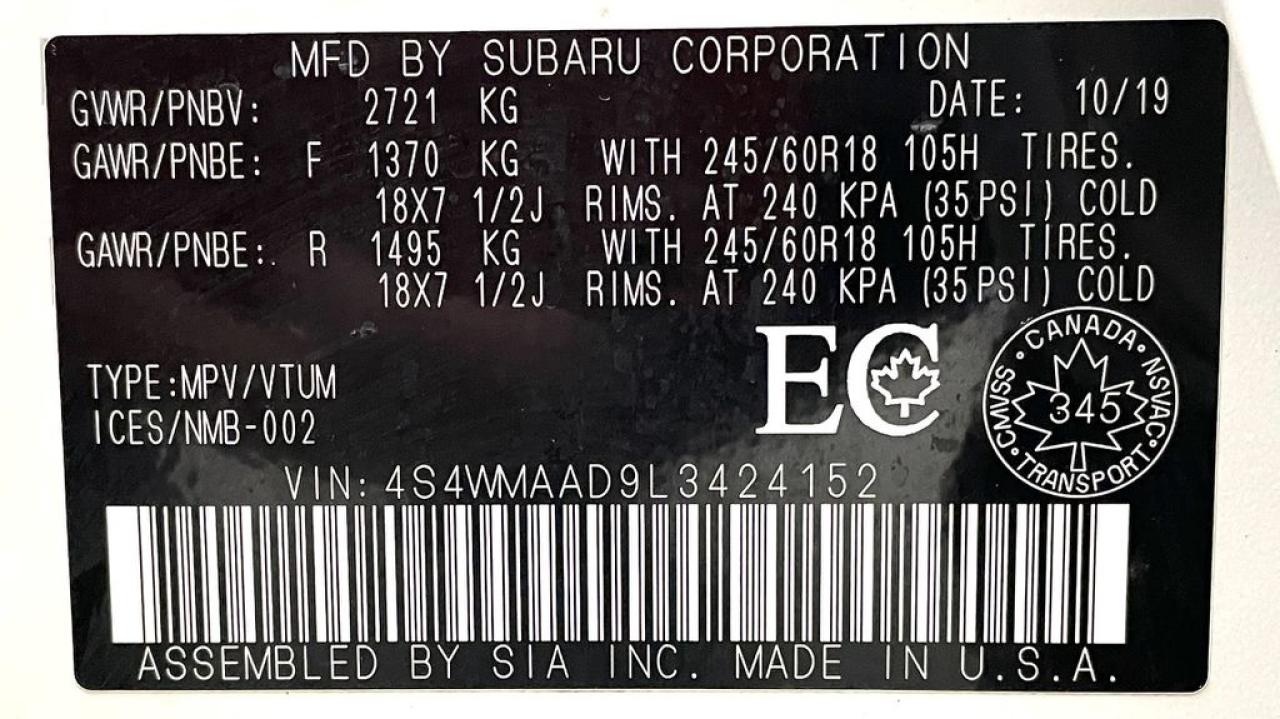 MFD BY SUBARU CORPORATION
GVWR/PNBV: 2721 KG DATE: 10/19
GAWR/PNBE: F 1370 KG WITH 245/60R18 105H TIRES.
18X7 1/2J RIMS. AT 240 KPA (35PSI) COLD
GAWR/PNBE: R 1495 KG WITH 245/60R18 105H TIRES.
18X7 1/2J RIMS. AT 240 KPA (35PSI) COLD
EC
CANADA • NSVAC • TRANSPORT • CMVSS •
345
TYPE:MPV/VTUM
ICES/NMB-002
VIN: 4S4WMAAD9L3424152
ASSEMBLED BY SIA INC. MADE IN U.S.A.